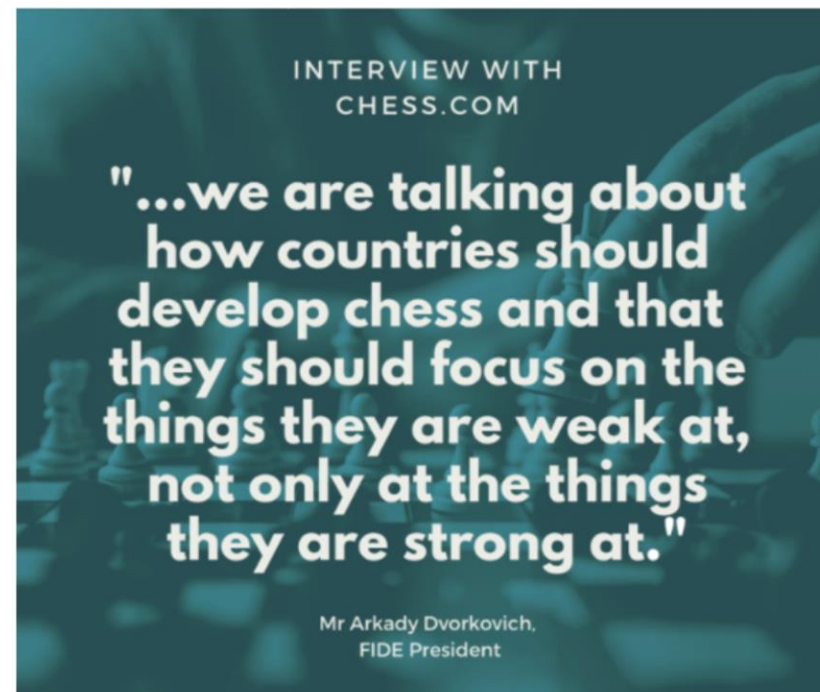 INTERVIEW WITH
CHESS.COM
"...we are talking about
how countries should
develop chess and that
they should focus on the
things they are weak at,
not only at the things
they are strong at."
Mr Arkady Dvorkovich,
FIDE President